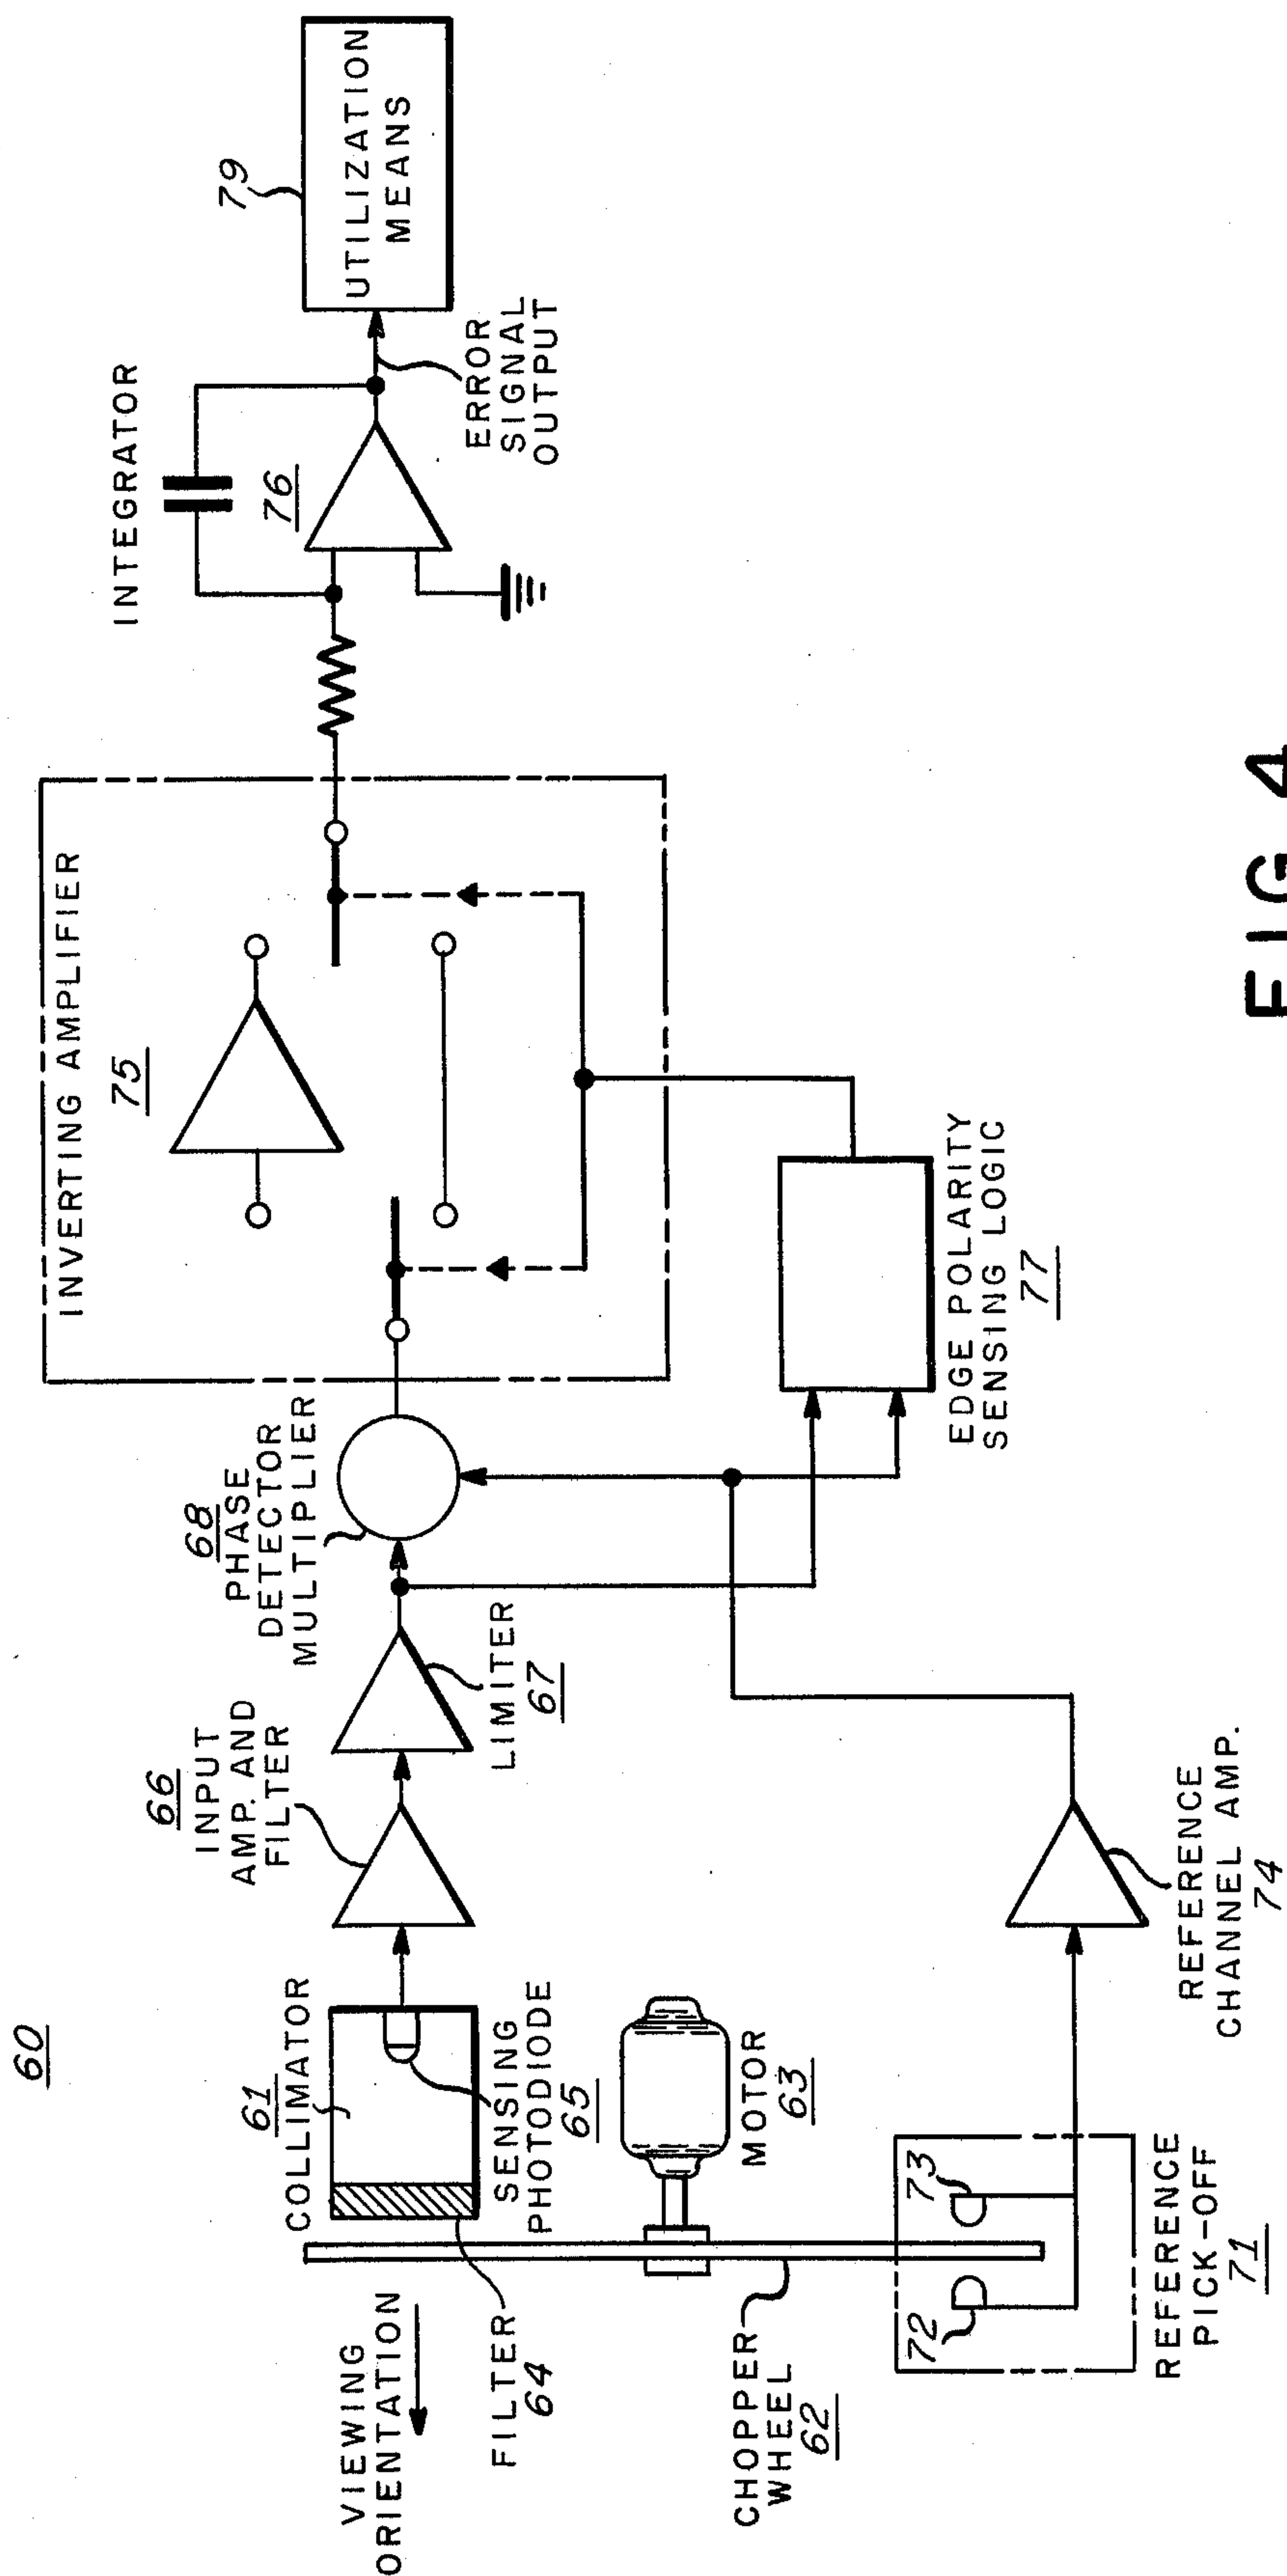 60
VIEWING
ORIENTATION
FILTER
64
COLLIMATOR
61
SENSING
PHOTODIODE
65
CHOPPER
WHEEL
62
MOTOR
63
72
73
REFERENCE
PICK-OFF
71
REFERENCE
CHANNEL AMP.
74
66
INPUT
AMP. AND
FILTER
LIMITER
67
68
PHASE
DETECTOR
MULTIPLIER
INVERTING AMPLIFIER
75
EDGE POLARITY
SENSING LOGIC
77
INTEGRATOR
76
ERROR
SIGNAL
OUTPUT
79
UTILIZATION
MEANS
FIG 4